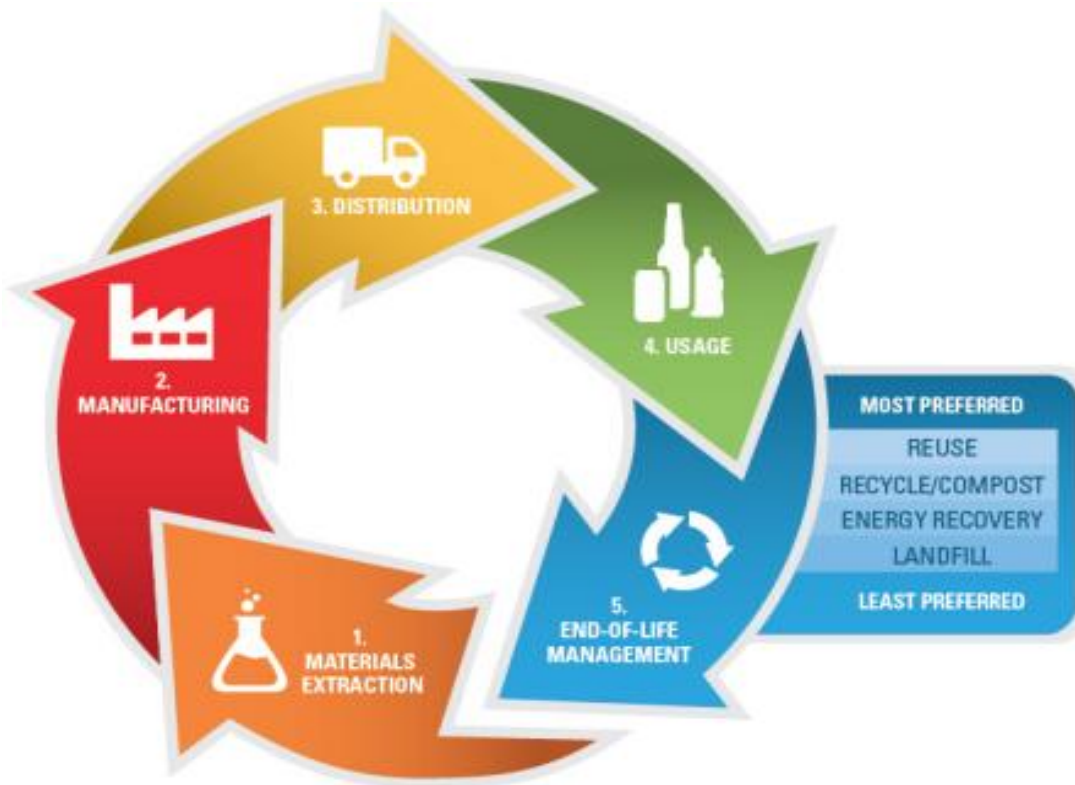 1.
MATERIALS
EXTRACTION
2.
MANUFACTURING
3. DISTRIBUTION
4. USAGE
5.
END-OF-LIFE
MANAGEMENT
MOST PREFERRED
REUSE
RECYCLE/COMPOST
ENERGY RECOVERY
LANDFILL
LEAST PREFERRED